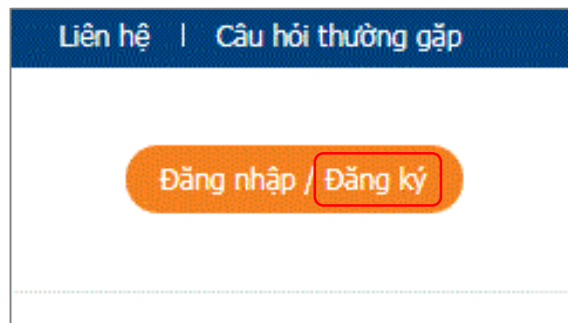 Liên hệ | Câu hỏi thường gặp
Đăng nhập / Đăng ký